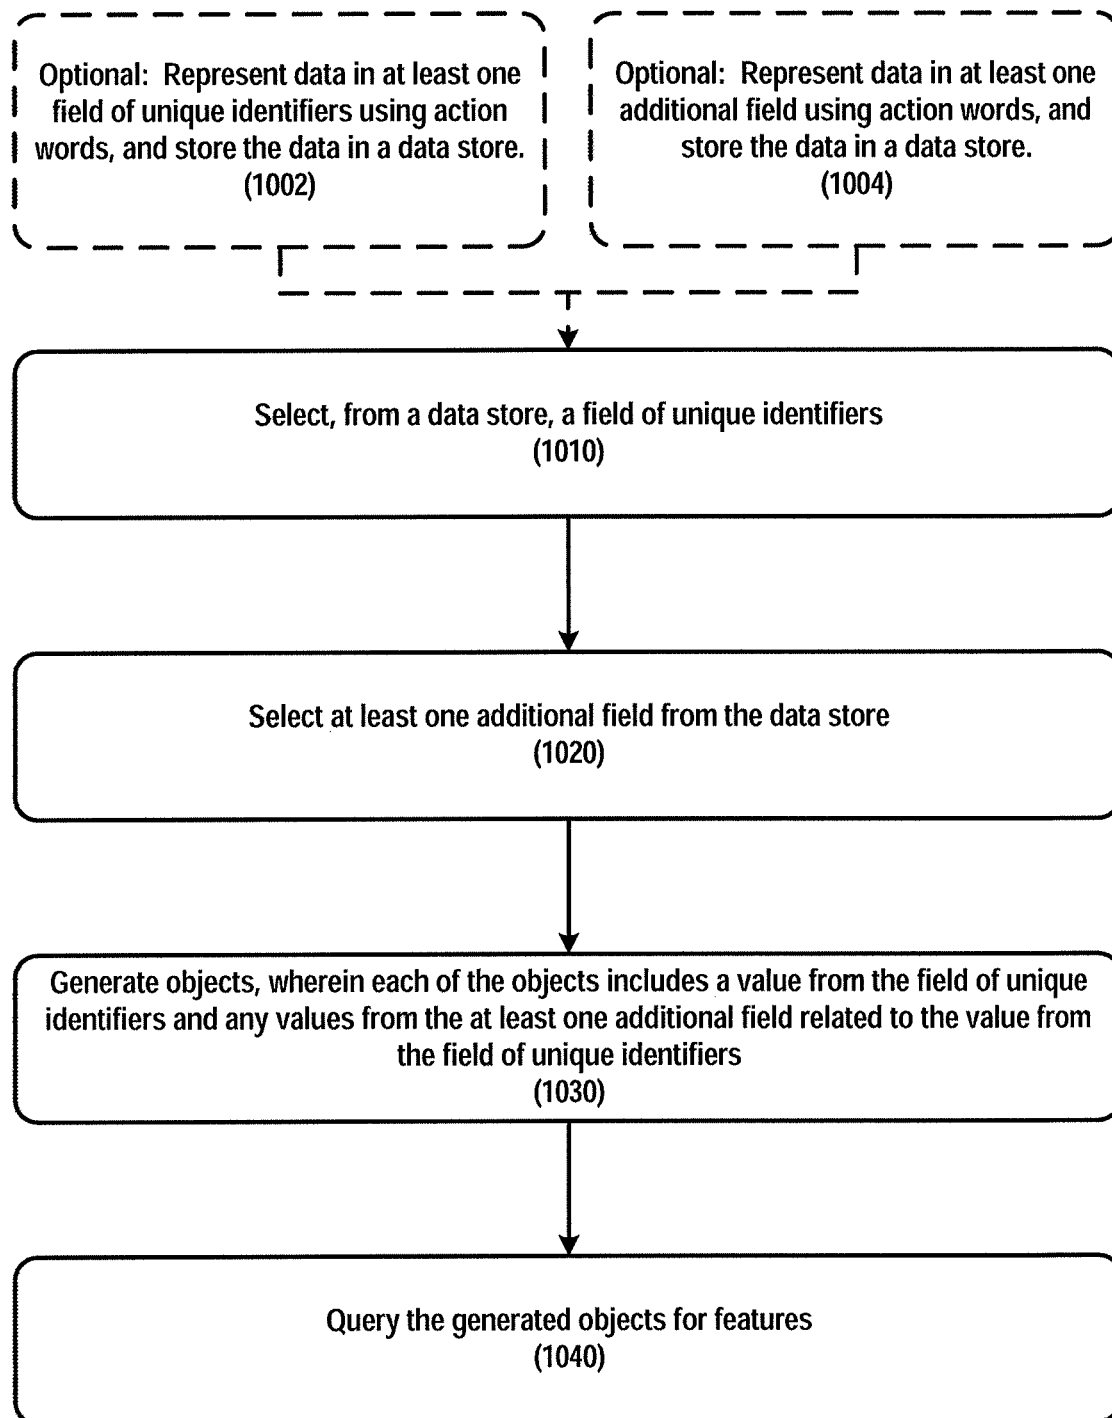 Optional: Represent data in at least one
field of unique identifiers using action
words, and store the data in a data store.
(1002)
Optional: Represent data in at least one
additional field using action words, and
store the data in a data store.
(1004)
Select, from a data store, a field of unique identifiers
(1010)
Select at least one additional field from the data store
(1020)
Generate objects, wherein each of the objects includes a value from the field of unique
identifiers and any values from the at least one additional field related to the value from
the field of unique identifiers
(1030)
Query the generated objects for features
(1040)